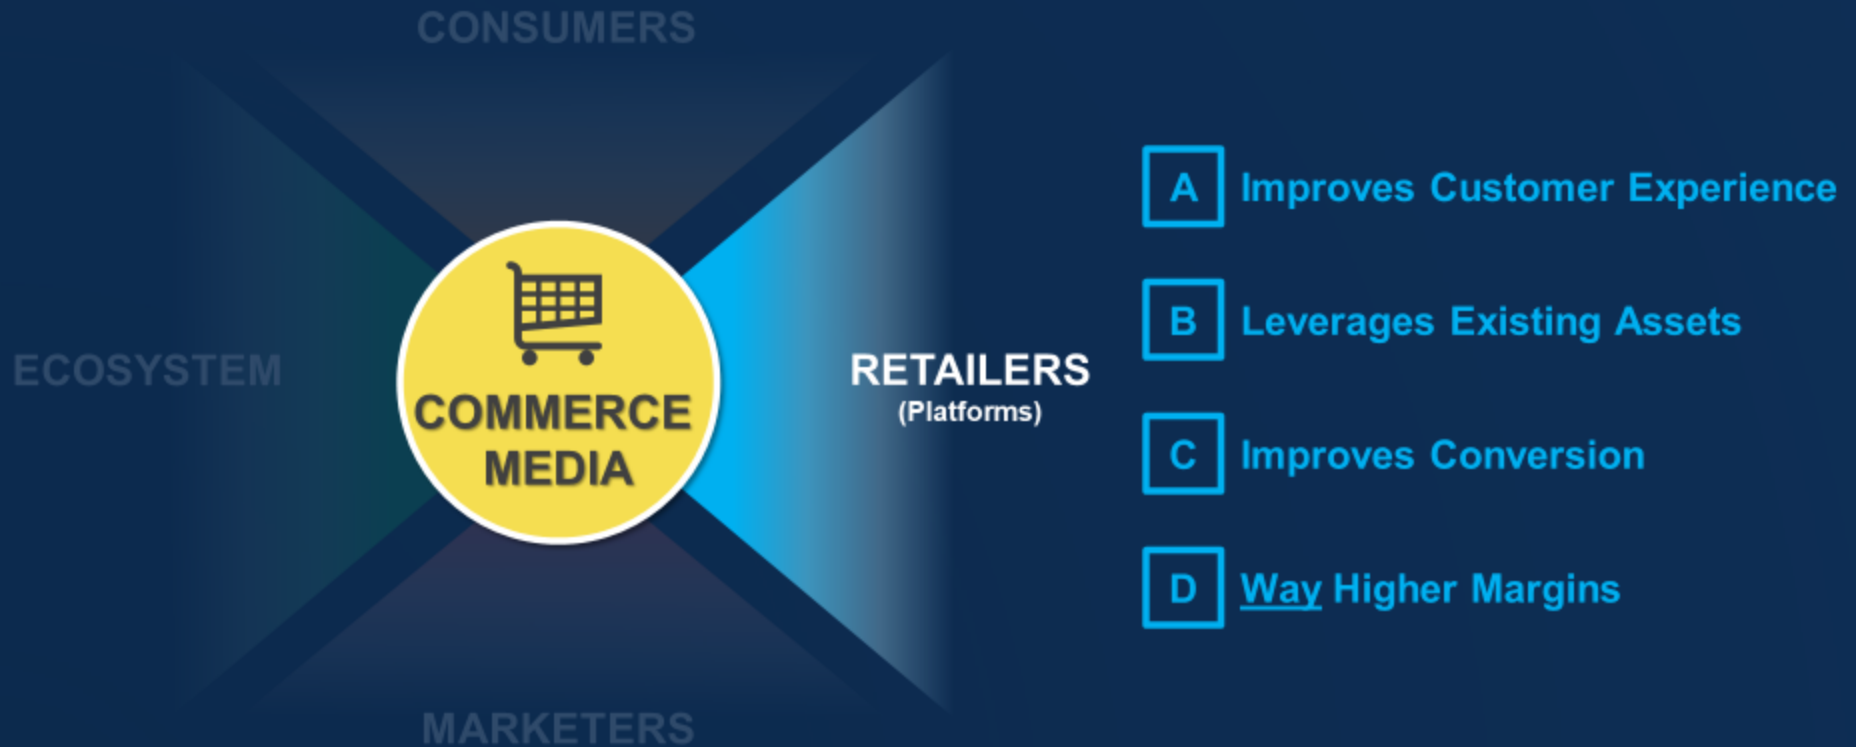 CONSUMERS
ECOSYSTEM
COMMERCE
MEDIA
RETAILERS
(Platforms)
MARKETERS
A Improves Customer Experience
B Leverages Existing Assets
C Improves Conversion
D Way Higher Margins